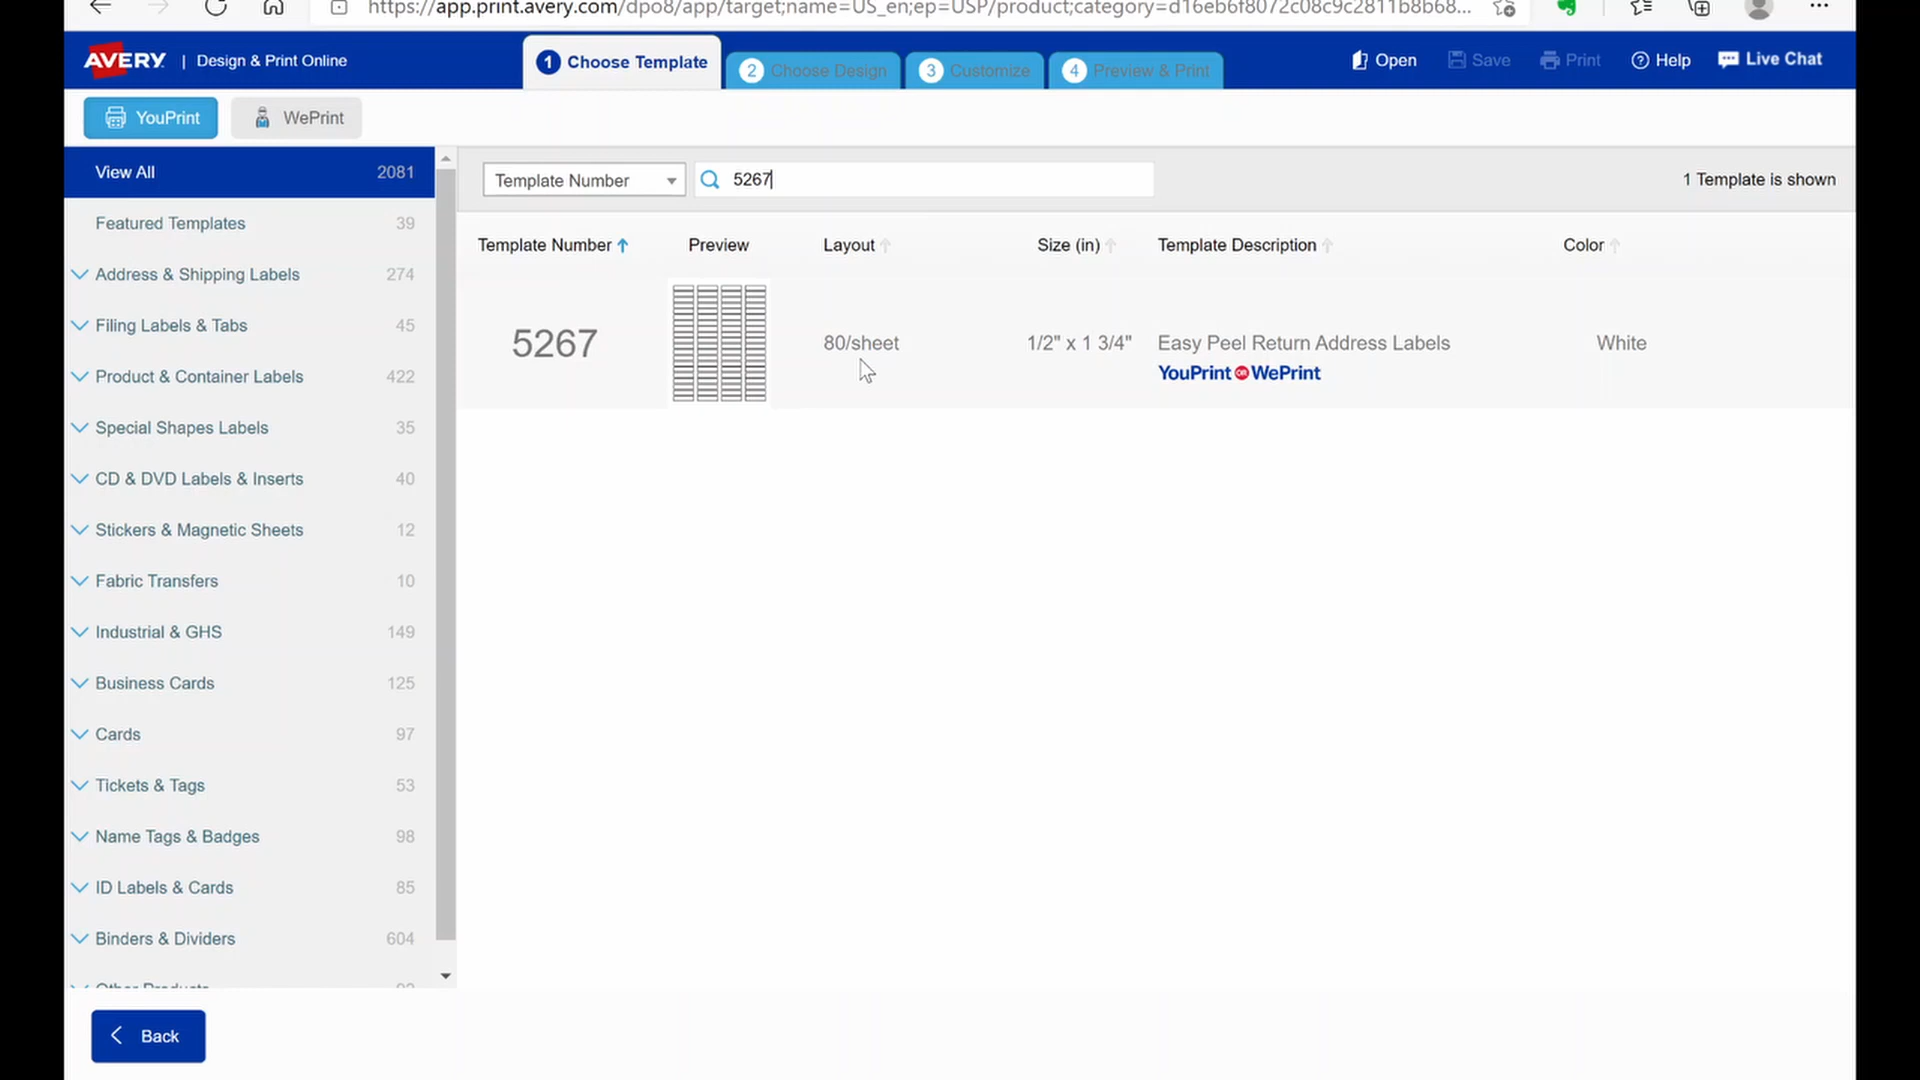 https://app.print.avery.com/dpo8/app/target;name=US_en;ep=USP/product;category=d16eb6f8072c08c9c2811b8b68...
AVERY | Design & Print Online
1 Choose Template
2 Choose Design
3 Customize
4 Preview & Print
Open
Save
Print
Help
Live Chat
YouPrint
WePrint
View All 2081
Featured Templates 39
Address & Shipping Labels 274
Filing Labels & Tabs 45
Product & Container Labels 422
Special Shapes Labels 35
CD & DVD Labels & Inserts 40
Stickers & Magnetic Sheets 12
Fabric Transfers 10
Industrial & GHS 149
Business Cards 125
Cards 97
Tickets & Tags 53
Name Tags & Badges 98
ID Labels & Cards 85
Binders & Dividers 604
Other Products
Back
Template Number
5267
1 Template is shown
Template Number Preview Layout Size (in) Template Description Color
5267 80/sheet 1/2" x 1 3/4" Easy Peel Return Address Labels White
YouPrint OR WePrint